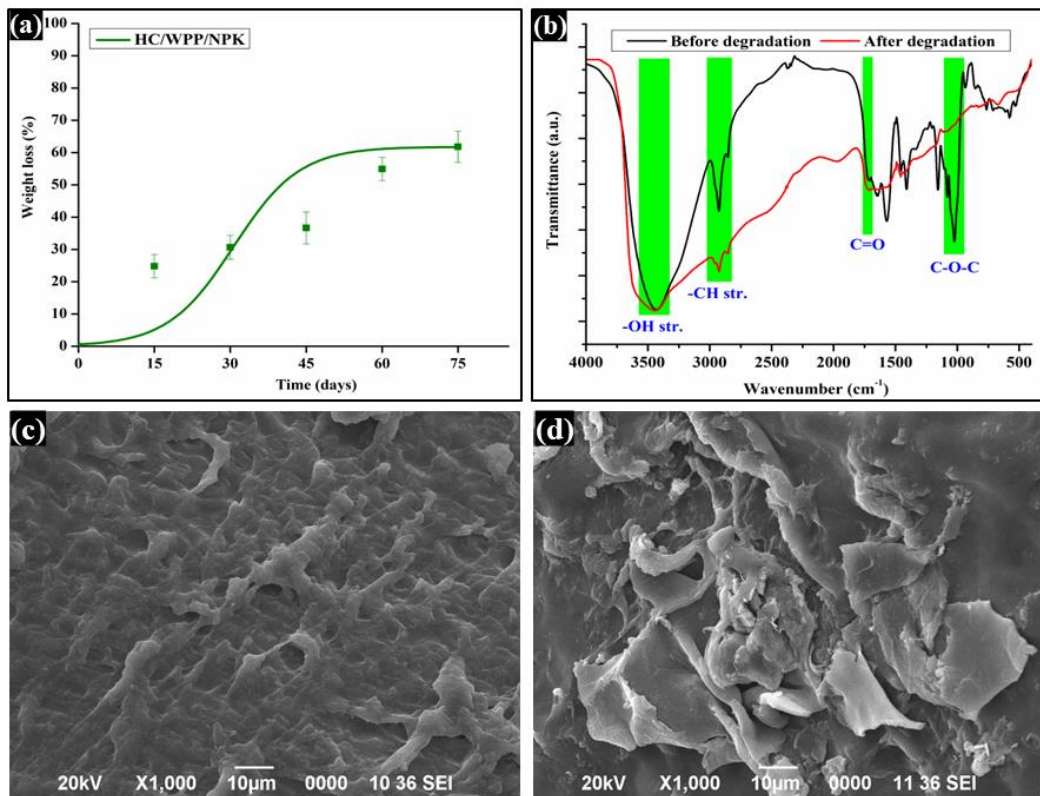 (a)
HC/WPP/NPK
Weight loss (%)
100
90
80
70
60
50
40
30
20
10
0
0 15 30 45 60 75
Time (days)
(b)
Before degradation After degradation
Transmittance (a.u.)
C=O
C-O-C
-CH str.
-OH str.
4000 3500 3000 2500 2000 1500 1000 500
Wavenumber (cm⁻¹)
(c)
20kV X1,000 10µm 0000 10 36 SEI
(d)
20kV X1,000 10µm 0000 11 36 SEI